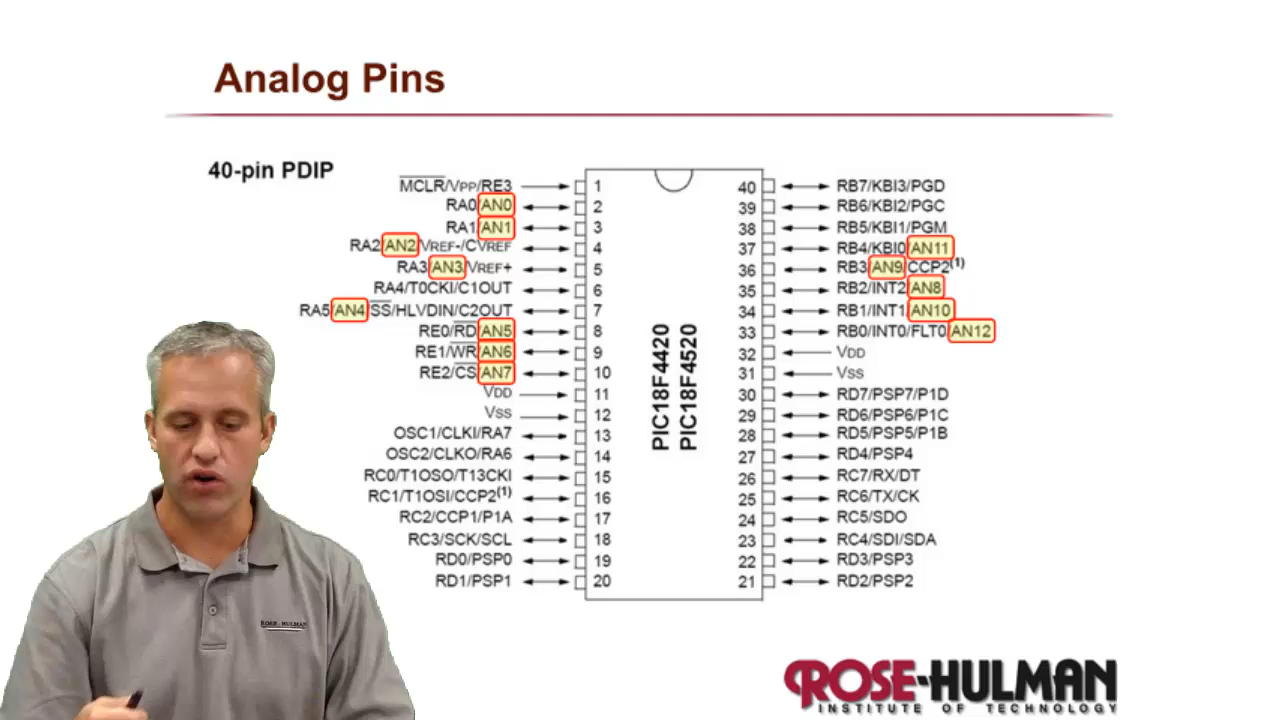 Analog Pins
40-pin PDIP
MCLR/VPP/RE3 1
RA0/AN0 2
RA1/AN1 3
RA2/AN2/VREF-/CVREF 4
RA3/AN3/VREF+ 5
RA4/T0CKI/C1OUT 6
RA5/AN4/SS/HLVDIN/C2OUT 7
RE0/RD/AN5 8
RE1/WR/AN6 9
RE2/CS/AN7 10
VDD 11
VSS 12
OSC1/CLKI/RA7 13
OSC2/CLKO/RA6 14
RC0/T1OSO/T13CKI 15
RC1/T1OSI/CCP2(1) 16
RC2/CCP1/P1A 17
RC3/SCK/SCL 18
RD0/PSP0 19
RD1/PSP1 20
PIC18F4420
PIC18F4520
40 RB7/KBI3/PGD
39 RB6/KBI2/PGC
38 RB5/KBI1/PGM
37 RB4/KBI0/AN11
36 RB3/AN9/CCP2(1)
35 RB2/INT2/AN8
34 RB1/INT1/AN10
33 RB0/INT0/FLT0/AN12
32 VDD
31 VSS
30 RD7/PSP7/P1D
29 RD6/PSP6/P1C
28 RD5/PSP5/P1B
27 RD4/PSP4
26 RC7/RX/DT
25 RC6/TX/CK
24 RC5/SDO
23 RC4/SDI/SDA
22 RD3/PSP3
21 RD2/PSP2
ROSE-HULMAN
ROSE-HULMAN
INSTITUTE OF TECHNOLOGY